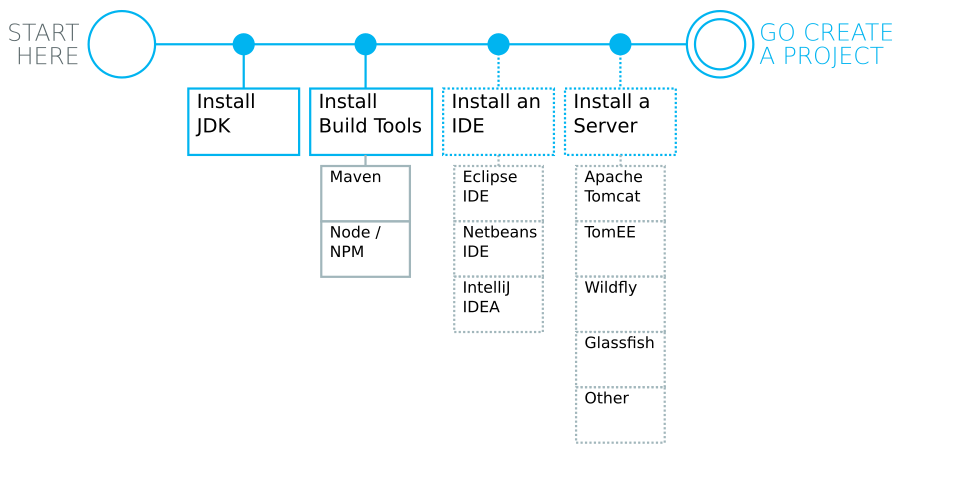 START
HERE
GO CREATE
A PROJECT
Install
JDK
Install
Build Tools
Install an
IDE
Install a
Server
Maven
Node /
NPM
Eclipse
IDE
Netbeans
IDE
IntelliJ
IDEA
Apache
Tomcat
TomEE
Wildfly
Glassfish
Other